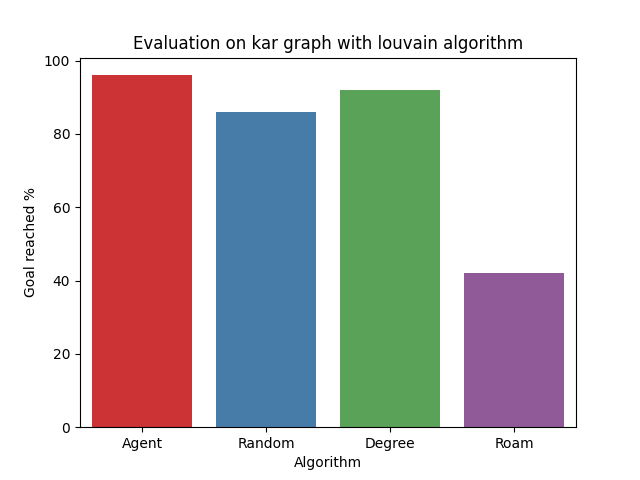 Evaluation on kar graph with louvain algorithm
Goal reached %
100
80
60
40
20
0
Agent
Random
Degree
Roam
Algorithm